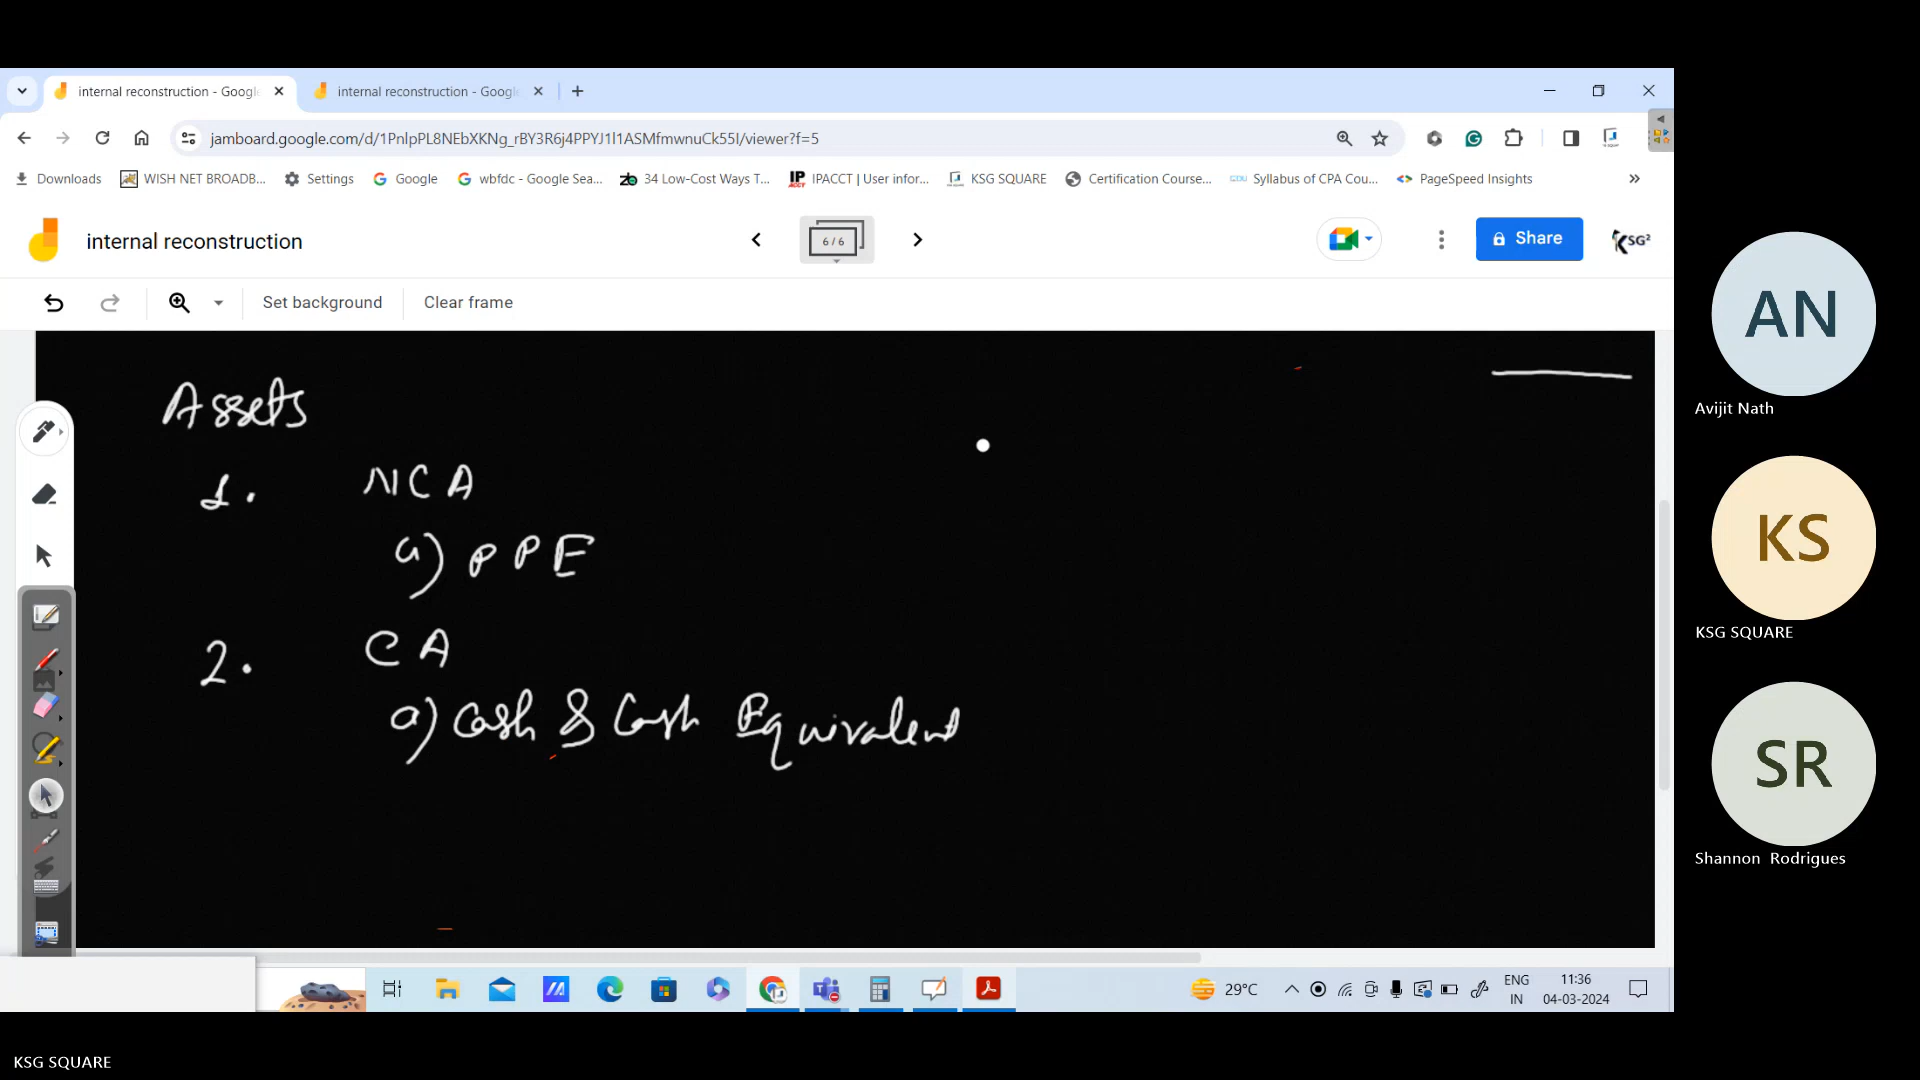 internal reconstruction - Google
internal reconstruction - Goog
jamboard.google.com/d/1PnlpPL8NEbXKNg_rBY3R6j4PPYJ1l1ASMfmwnuCk55I/viewer?f=5
Downloads
WISH NET BROADB...
Settings
Google
wbfdc - Google Sea...
34 Low-Cost Ways T...
IPACCT | User infor...
KSG SQUARE
Certification Course...
Syllabus of CPA Cou...
PageSpeed Insights
internal reconstruction
6 / 6
Share
KSG²
Set background
Clear frame
Assets
1. NCA
a) PPE
2. CA
a) Cash & Cash Equivalent
AN
Avijit Nath
KS
KSG SQUARE
SR
Shannon Rodrigues
29°C
ENG
IN
11:36
04-03-2024
KSG SQUARE